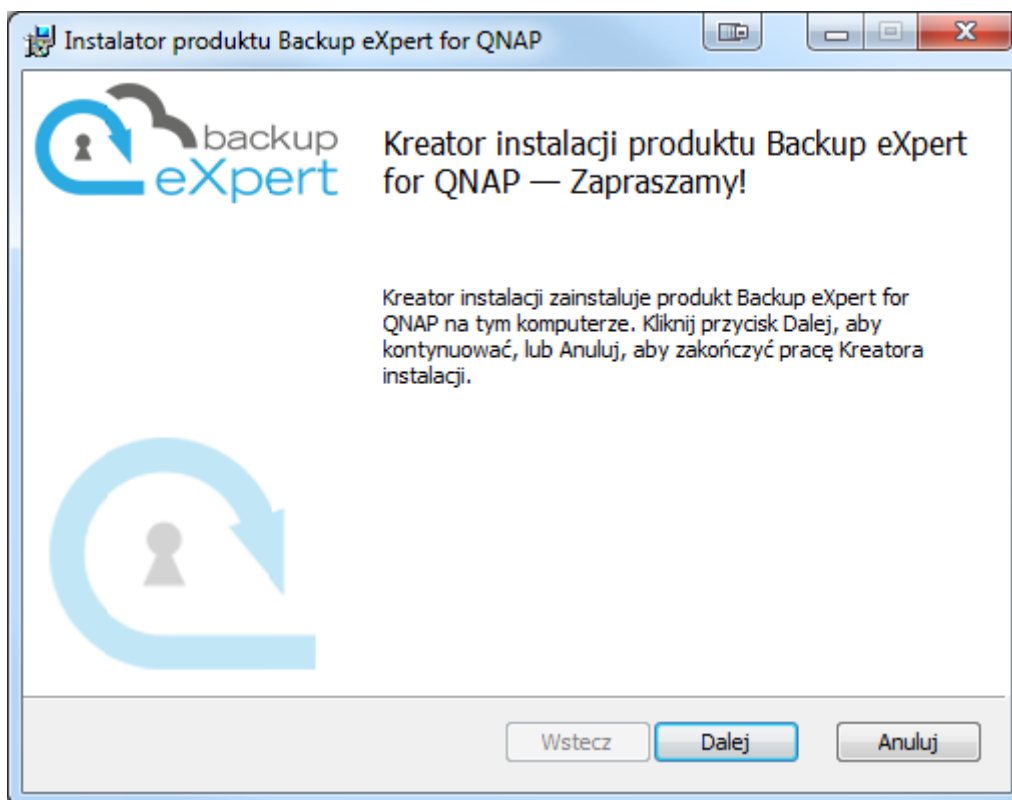 Instalator produktu Backup eXpert for QNAP
backup
eXpert
Kreator instalacji produktu Backup eXpert
for QNAP — Zapraszamy!
Kreator instalacji zainstaluje produkt Backup eXpert for
QNAP na tym komputerze. Kliknij przycisk Dalej, aby
kontynuować, lub Anuluj, aby zakończyć pracę Kreatora
instalacji.
Wstecz
Dalej
Anuluj